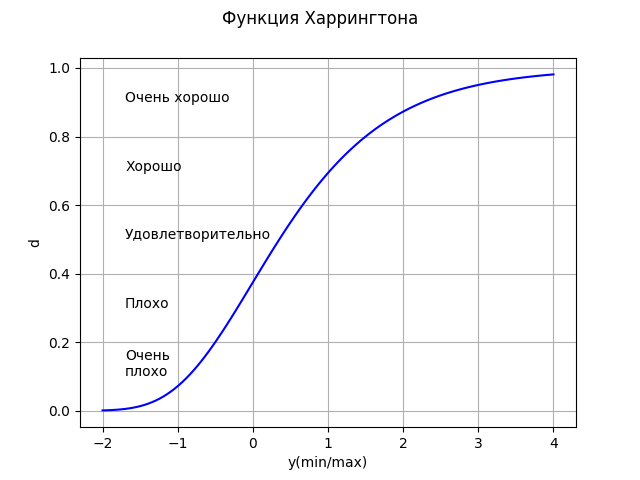 Функция Харрингтона
1.0
Очень хорошо
0.8
Хорошо
0.6
Удовлетворительно
d
0.4
Плохо
0.2
Очень
плохо
0.0
−2 −1 0 1 2 3 4
y(min/max)